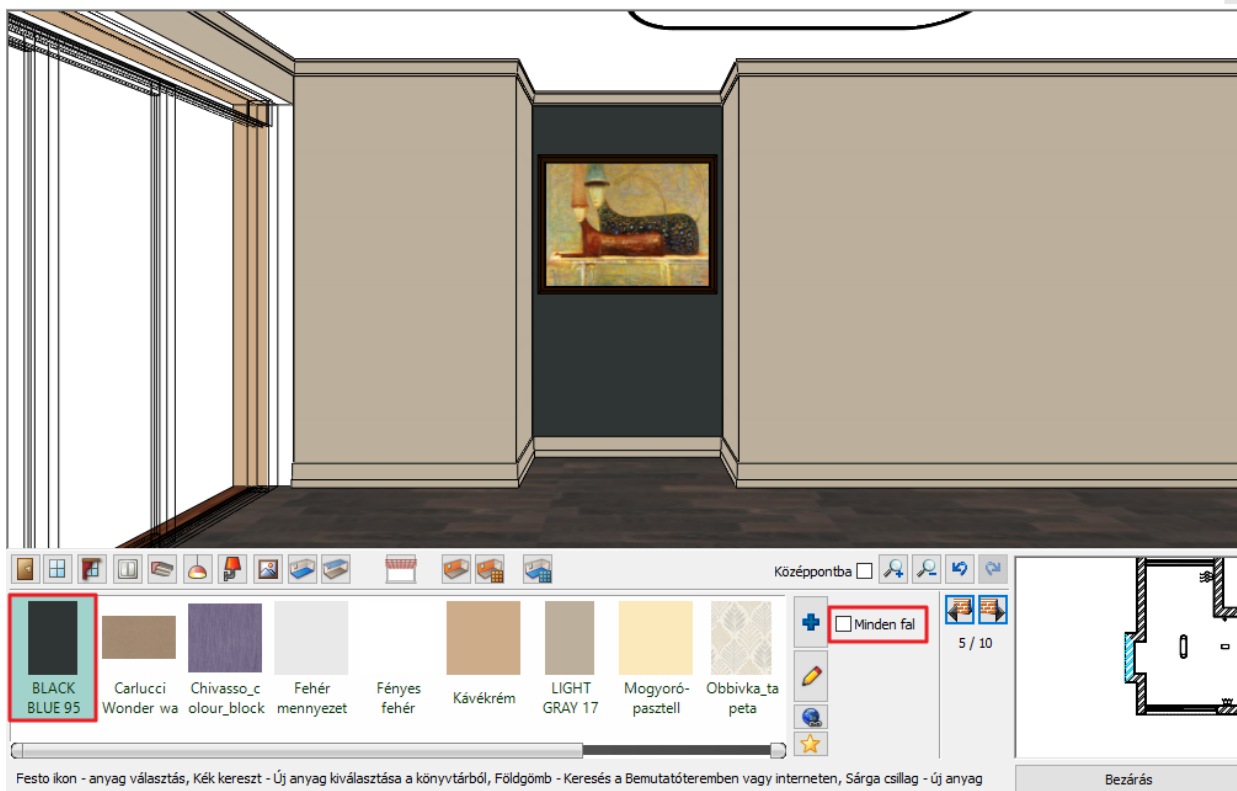 Középpontba
Minden fal
5 / 10
BLACK
BLUE 95
Carlucci
Wonder wa
Chivasso_c
olour_block
Fehér
mennyezet
Fényes
fehér
Kávékrém
LIGHT
GRAY 17
Mogyoró-
pasztell
Obbivka_ta
peta
Festo ikon - anyag választás, Kék kereszt - Új anyag kiválasztása a könyvtárból, Földgömb - Keresés a Bemutatóteremben vagy interneten, Sárga csillag - új anyag
Bezárás